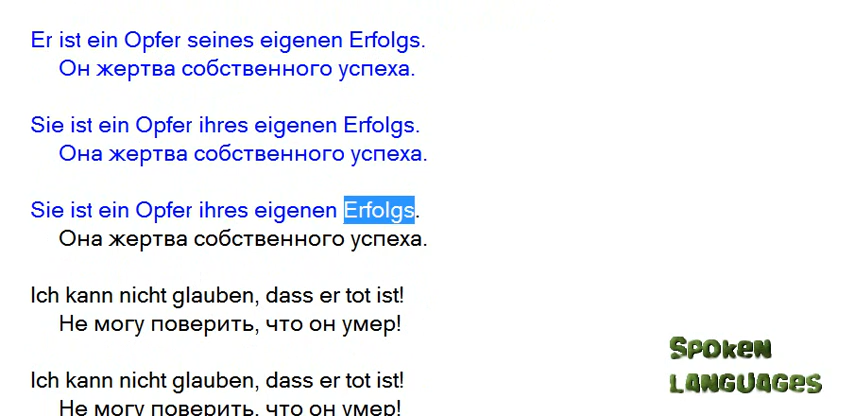 Er ist ein Opfer seines eigenen Erfolgs.
Он жертва собственного успеха.
Sie ist ein Opfer ihres eigenen Erfolgs.
Она жертва собственного успеха.
Sie ist ein Opfer ihres eigenen Erfolgs.
Она жертва собственного успеха.
Ich kann nicht glauben, dass er tot ist!
Не могу поверить, что он умер!
Ich kann nicht glauben, dass er tot ist!
Не могу поверить, что он умер!
Spoken
Languages